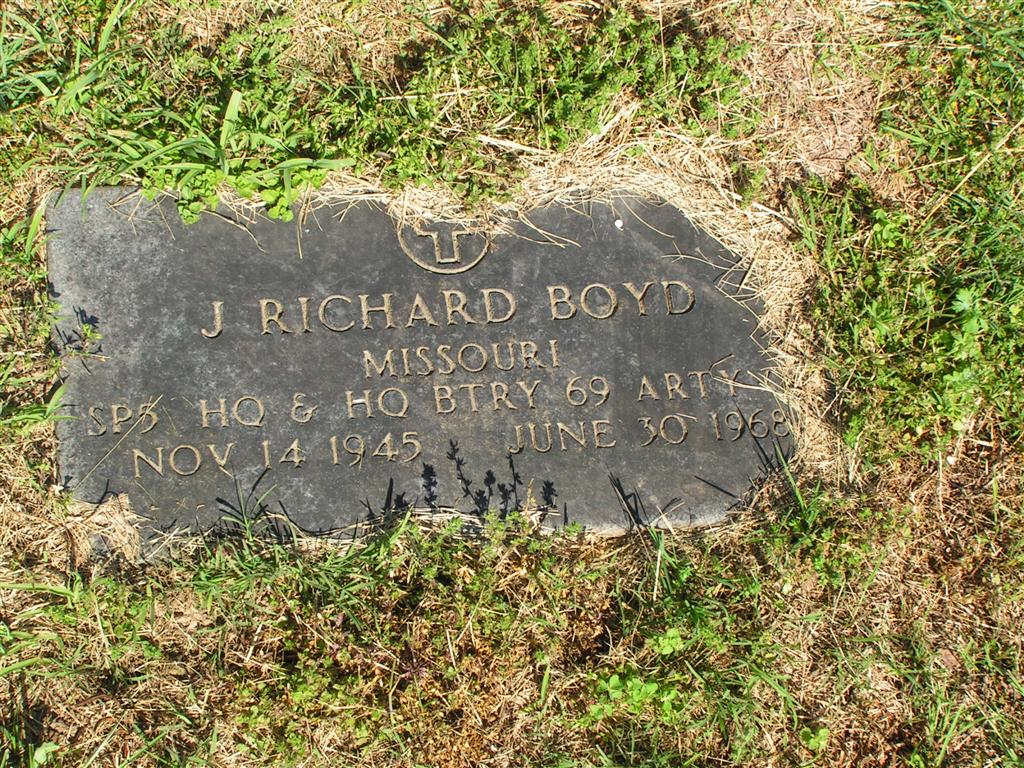 J RICHARD BOYD
MISSOURI
SP5 HQ & HQ BTRY 69 ARTY
NOV 14 1945 JUNE 30 1968